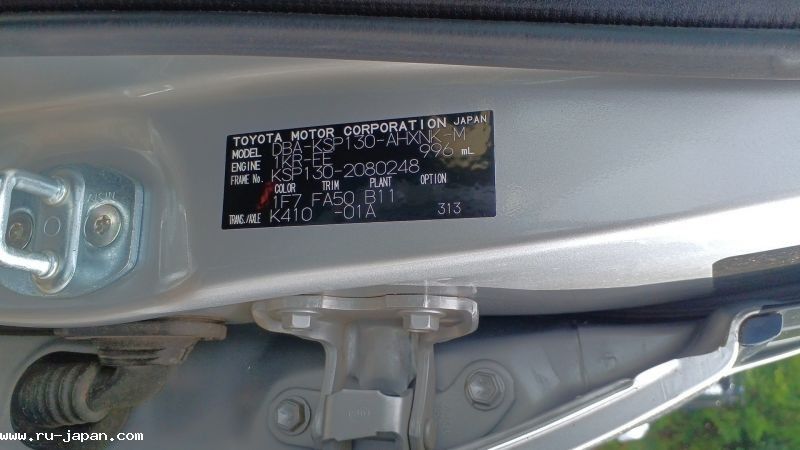 TOYOTA MOTOR CORPORATION JAPAN
MODEL DBA-KSP130-AHXNK-M
ENGINE 1KR-FE 996 mL
FRAME No. KSP130-2080248
COLOR TRIM PLANT OPTION
1F7 FA50 B11
TRANS./AXLE K410 -01A 313
www.ru-japan.com